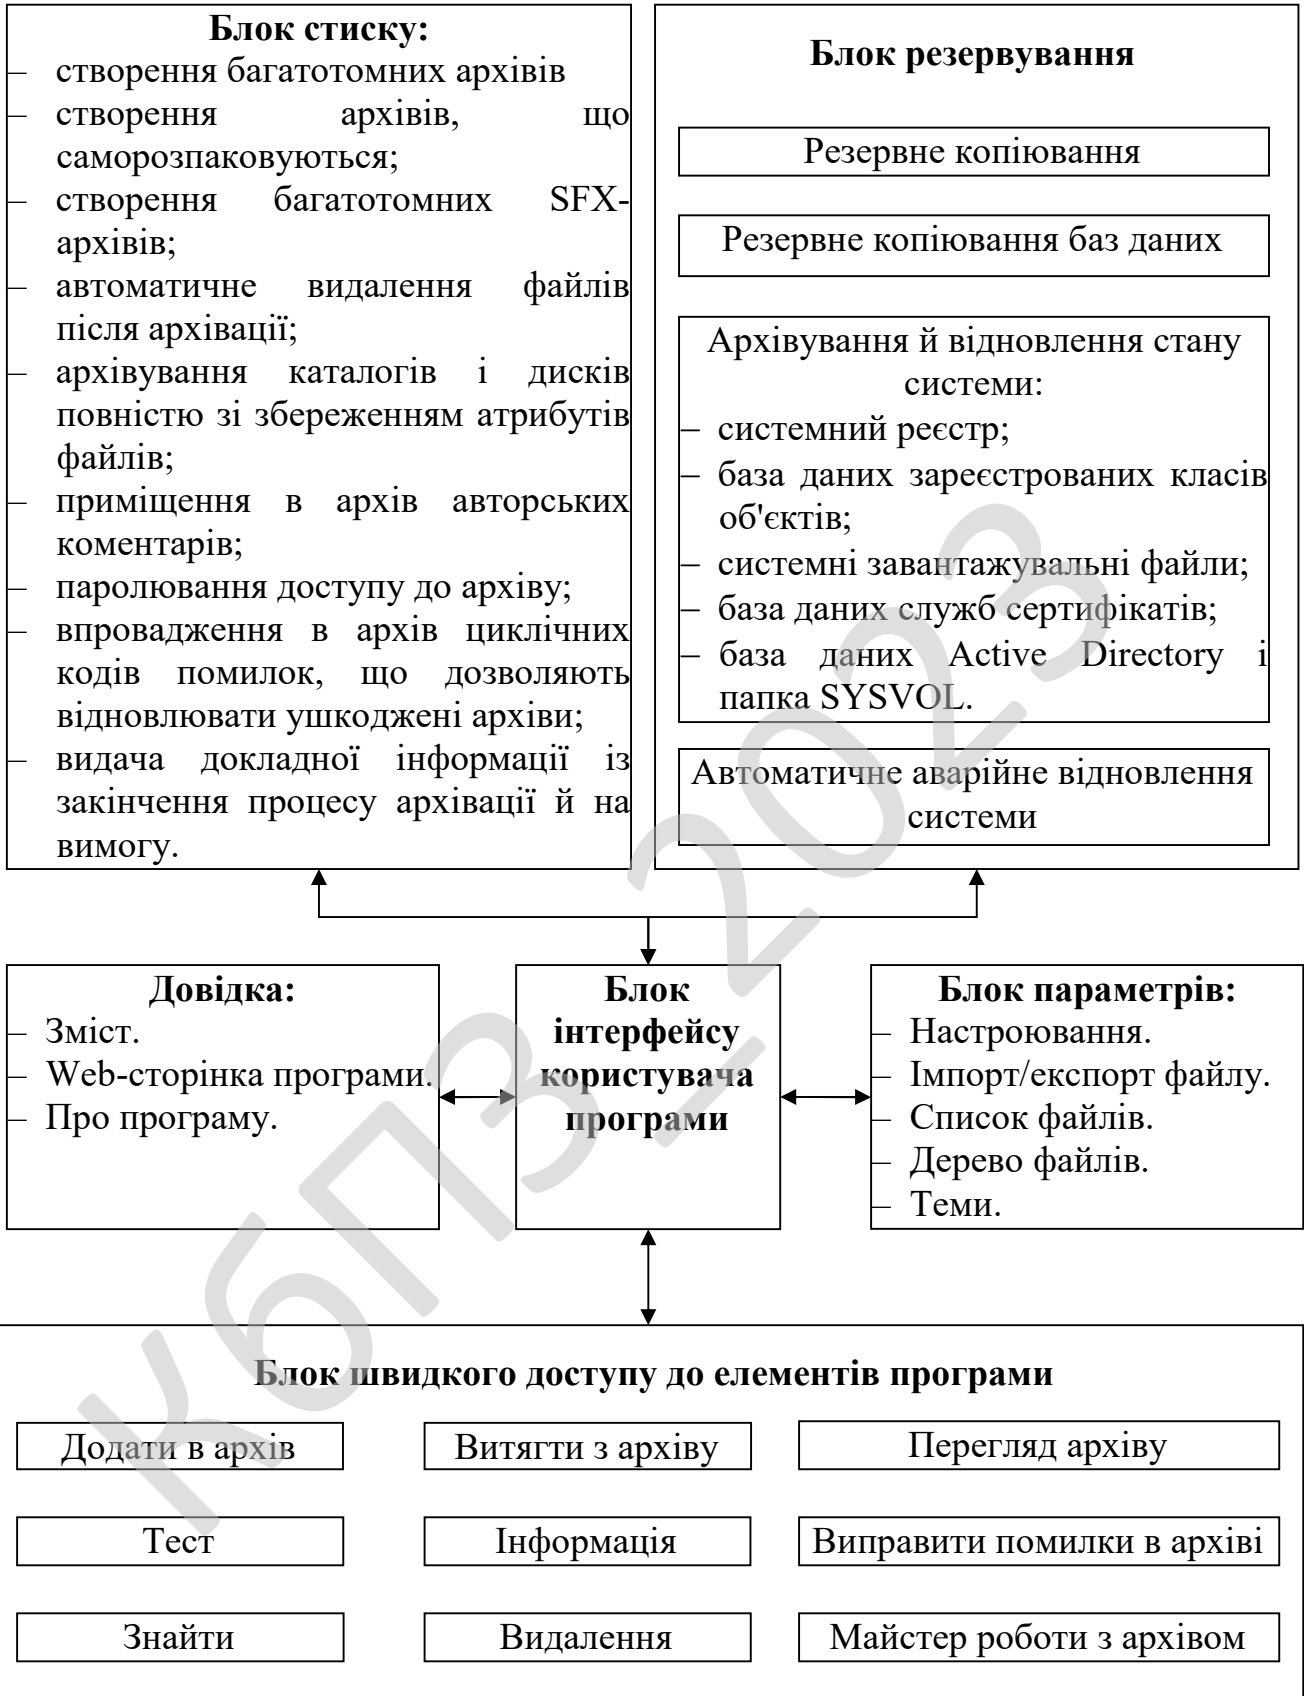 Блок стиску:
– створення багатотомних архівів
– створення архівів, що
саморозпаковуються;
– створення багатотомних SFX-
архівів;
– автоматичне видалення файлів
після архівації;
– архівування каталогів і дисків
повністю зі збереженням атрибутів
файлів;
– приміщення в архів авторських
коментарів;
– паролювання доступу до архіву;
– впровадження в архів циклічних
кодів помилок, що дозволяють
відновлювати ушкоджені архіви;
– видача докладної інформації із
закінчення процесу архівації й на
вимогу.
Блок резервування
Резервне копіювання
Резервне копіювання баз даних
Архівування й відновлення стану
системи:
– системний реєстр;
– база даних зареєстрованих класів
об'єктів;
– системні завантажувальні файли;
– база даних служб сертифікатів;
– база даних Active Directory і
папка SYSVOL.
Автоматичне аварійне відновлення
системи
Довідка:
– Зміст.
– Web-сторінка програми.
– Про програму.
Блок
інтерфейсу
користувача
програми
Блок параметрів:
– Настроювання.
– Імпорт/експорт файлу.
– Список файлів.
– Дерево файлів.
– Теми.
Блок швидкого доступу до елементів програми
Додати в архів
Витягти з архіву
Перегляд архіву
Тест
Інформація
Виправити помилки в архіві
Знайти
Видалення
Майстер роботи з архівом
КбПЗ_2023